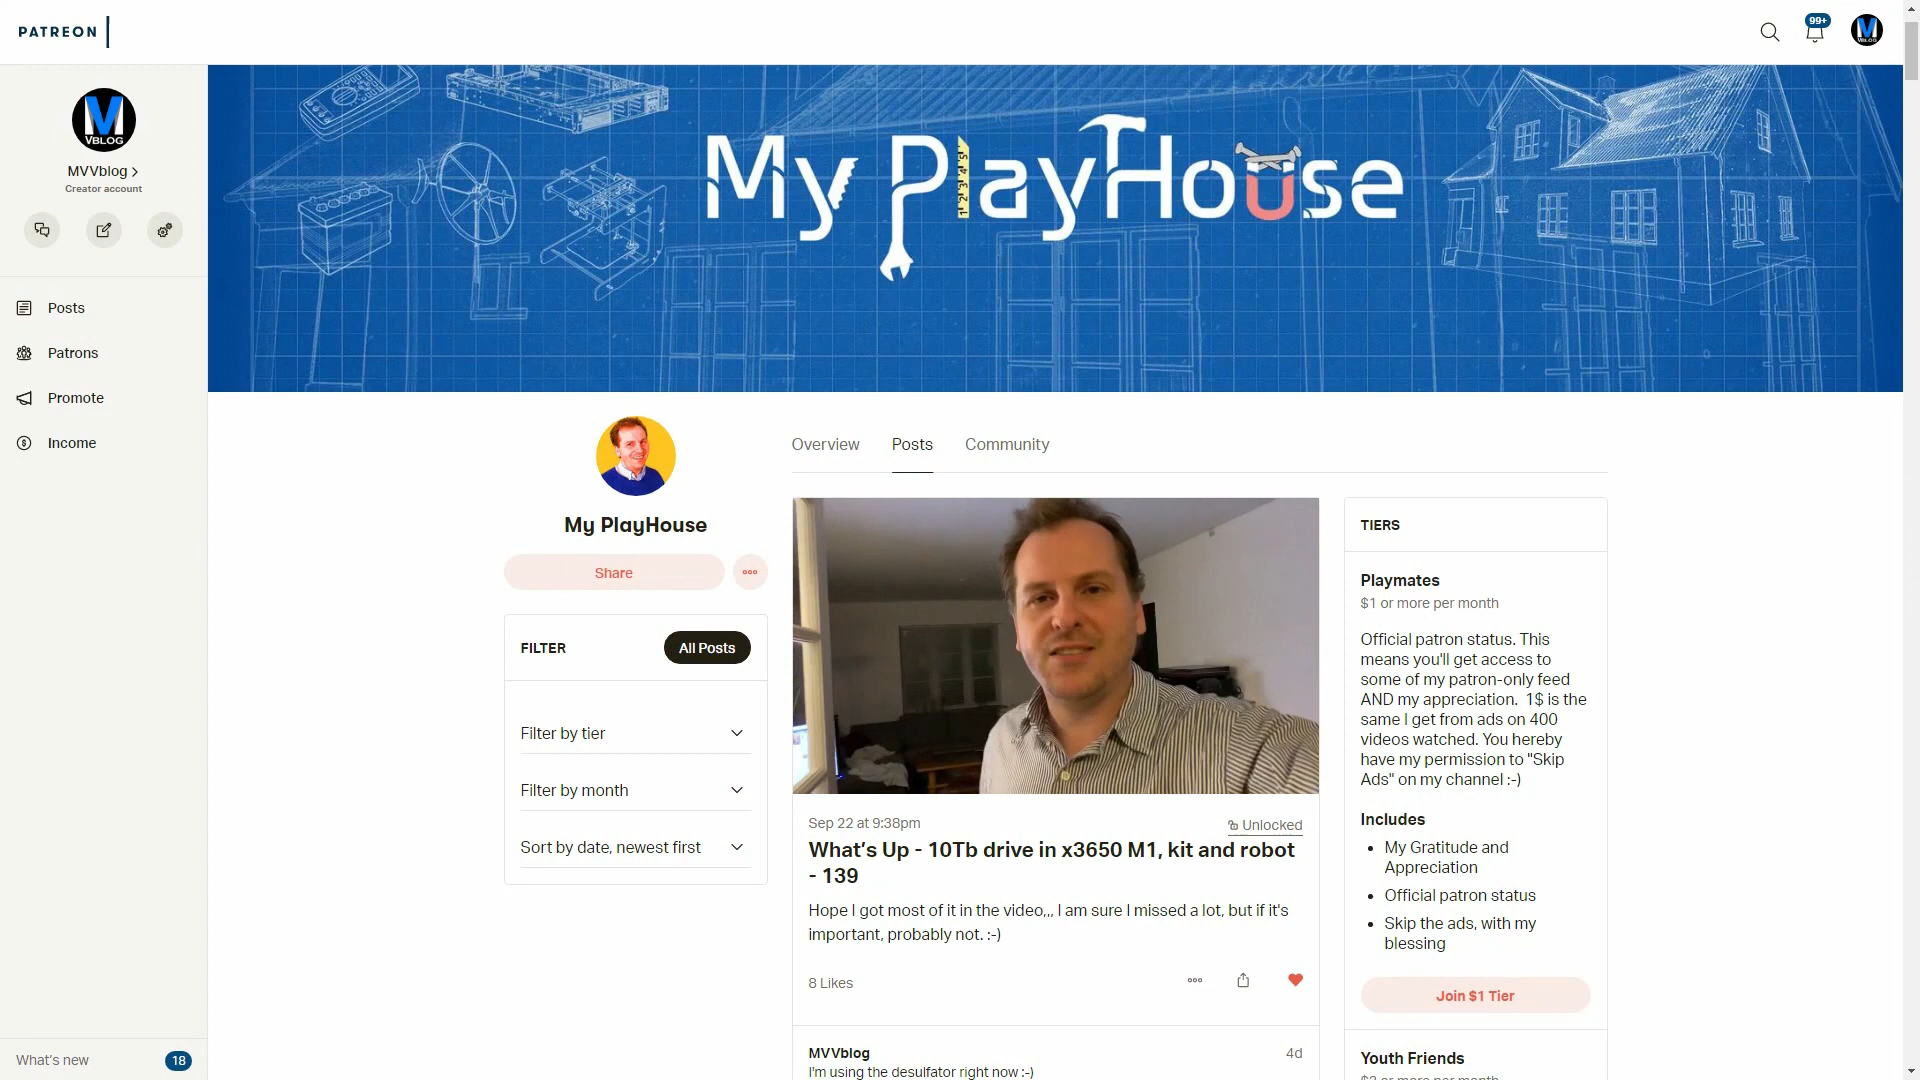 PATREON
99+
VBLOG
My PlayHouse
1 2 3 4 5
VBLOG
MVVblog
Creator account
Posts
Patrons
Promote
Income
What's new
18
My PlayHouse
Share
FILTER
All Posts
Filter by tier
Filter by month
Sort by date, newest first
Overview
Posts
Community
Sep 22 at 9:38pm
Unlocked
What’s Up - 10Tb drive in x3650 M1, kit and robot
- 139
Hope I got most of it in the video,,, I am sure I missed a lot, but if it's
important, probably not. :-)
8 Likes
MVVblog
4d
I'm using the desulfator right now :-)
TIERS
Playmates
$1 or more per month
Official patron status. This
means you'll get access to
some of my patron-only feed
AND my appreciation.  1$ is the
same I get from ads on 400
videos watched. You hereby
have my permission to "Skip
Ads" on my channel :-)
Includes
• My Gratitude and
Appreciation
• Official patron status
• Skip the ads, with my
blessing
Join $1 Tier
Youth Friends